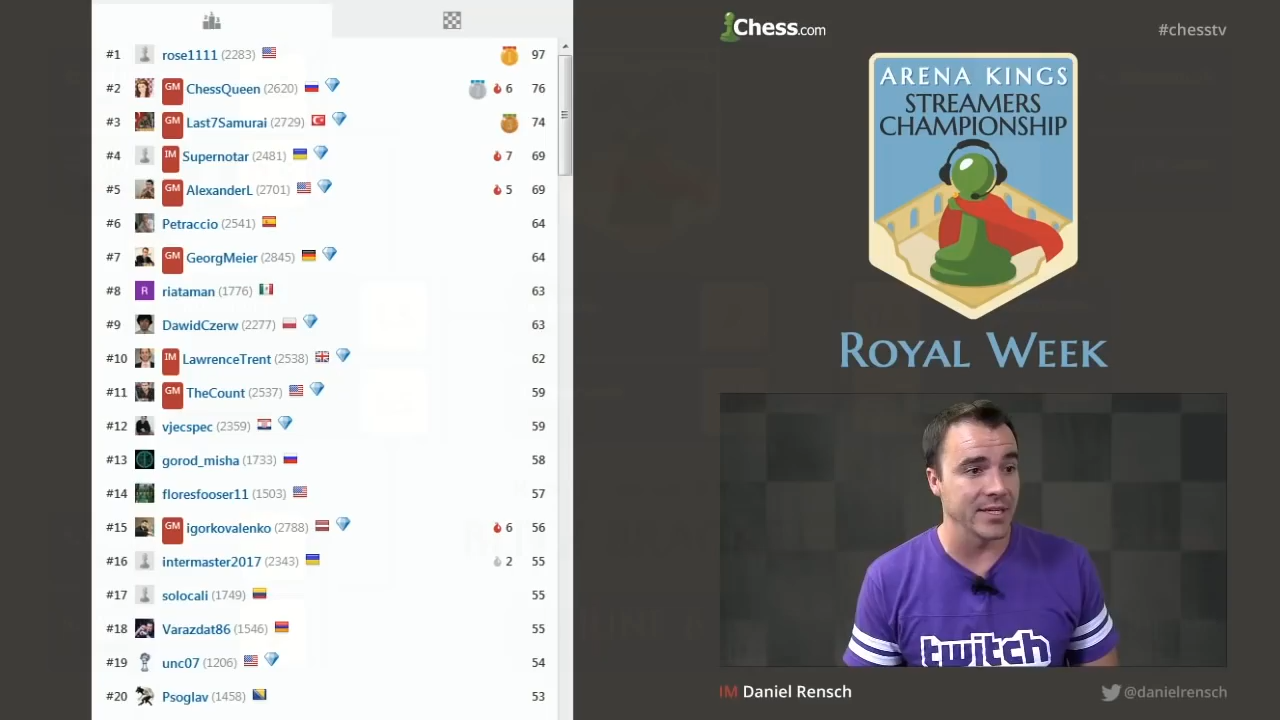 #1 rose1111 (2283) 97
#2 GM ChessQueen (2620) 6 76
#3 GM Last7Samurai (2729) 74
#4 IM Supernotar (2481) 7 69
#5 GM AlexanderL (2701) 5 69
#6 Petraccio (2541) 64
#7 GM GeorgMeier (2845) 64
#8 R riataman (1776) 63
#9 DawidCzerw (2277) 63
#10 IM LawrenceTrent (2538) 62
#11 GM TheCount (2537) 59
#12 vjecspec (2359) 59
#13 gorod_misha (1733) 58
#14 floresfooser11 (1503) 57
#15 GM igorkovalenko (2788) 6 56
#16 intermaster2017 (2343) 2 55
#17 solocali (1749) 55
#18 Varazdat86 (1546) 55
#19 unc07 (1206) 54
#20 Psoglav (1458) 53
Chess.com
#chesstv
ARENA KINGS
STREAMERS
CHAMPIONSHIP
ROYAL WEEK
twitch
IM Daniel Rensch
@danielrensch